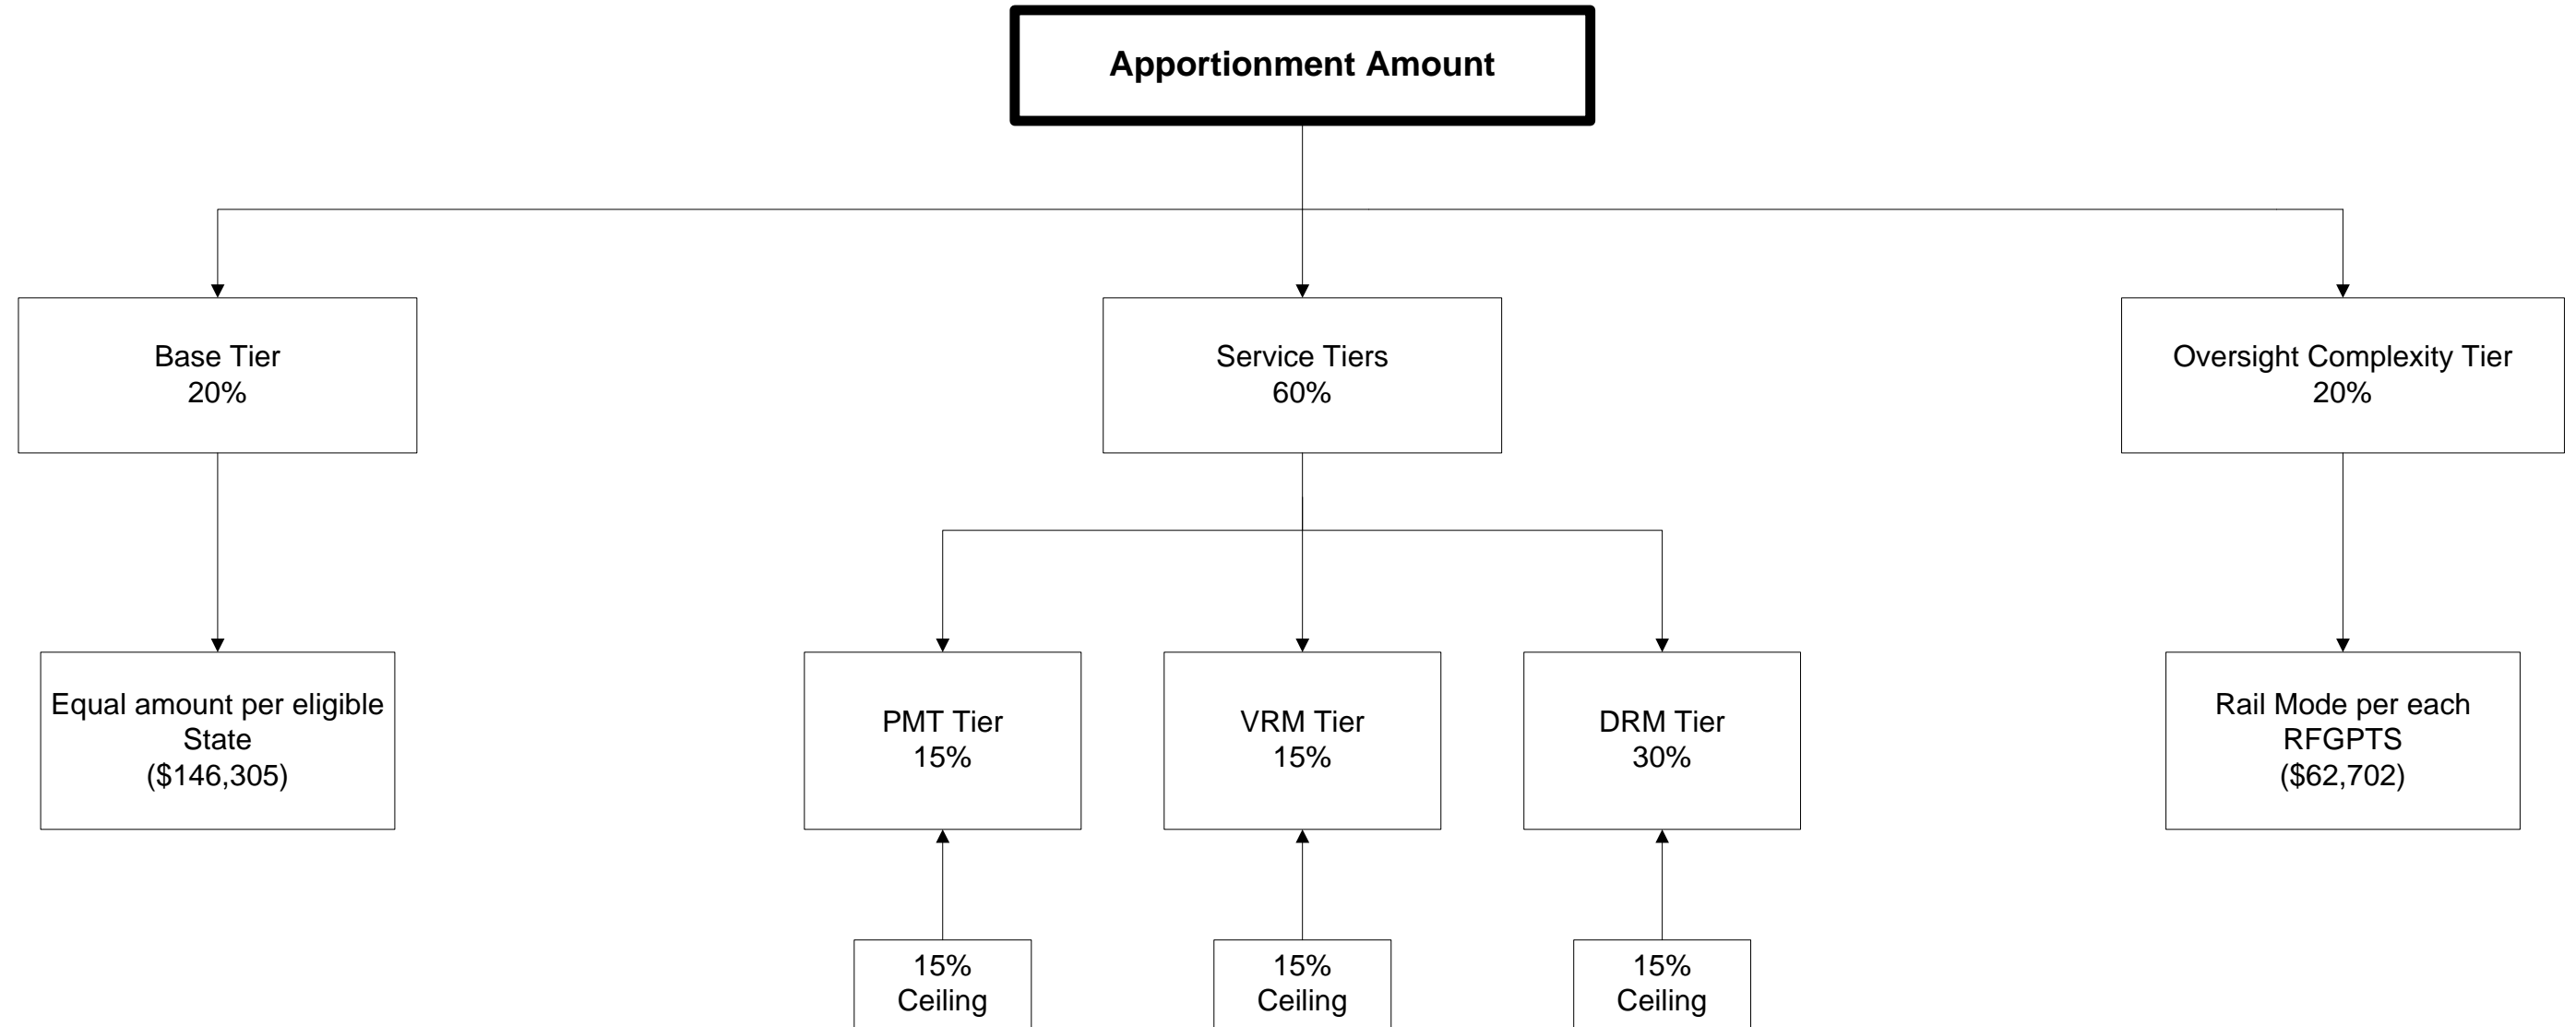 Apportionment Amount
Base Tier
20%
Service Tiers
60%
Oversight Complexity Tier
20%
Equal amount per eligible
State
($146,305)
PMT Tier
15%
VRM Tier
15%
DRM Tier
30%
Rail Mode per each
RFGPTS
($62,702)
15%
Ceiling
15%
Ceiling
15%
Ceiling